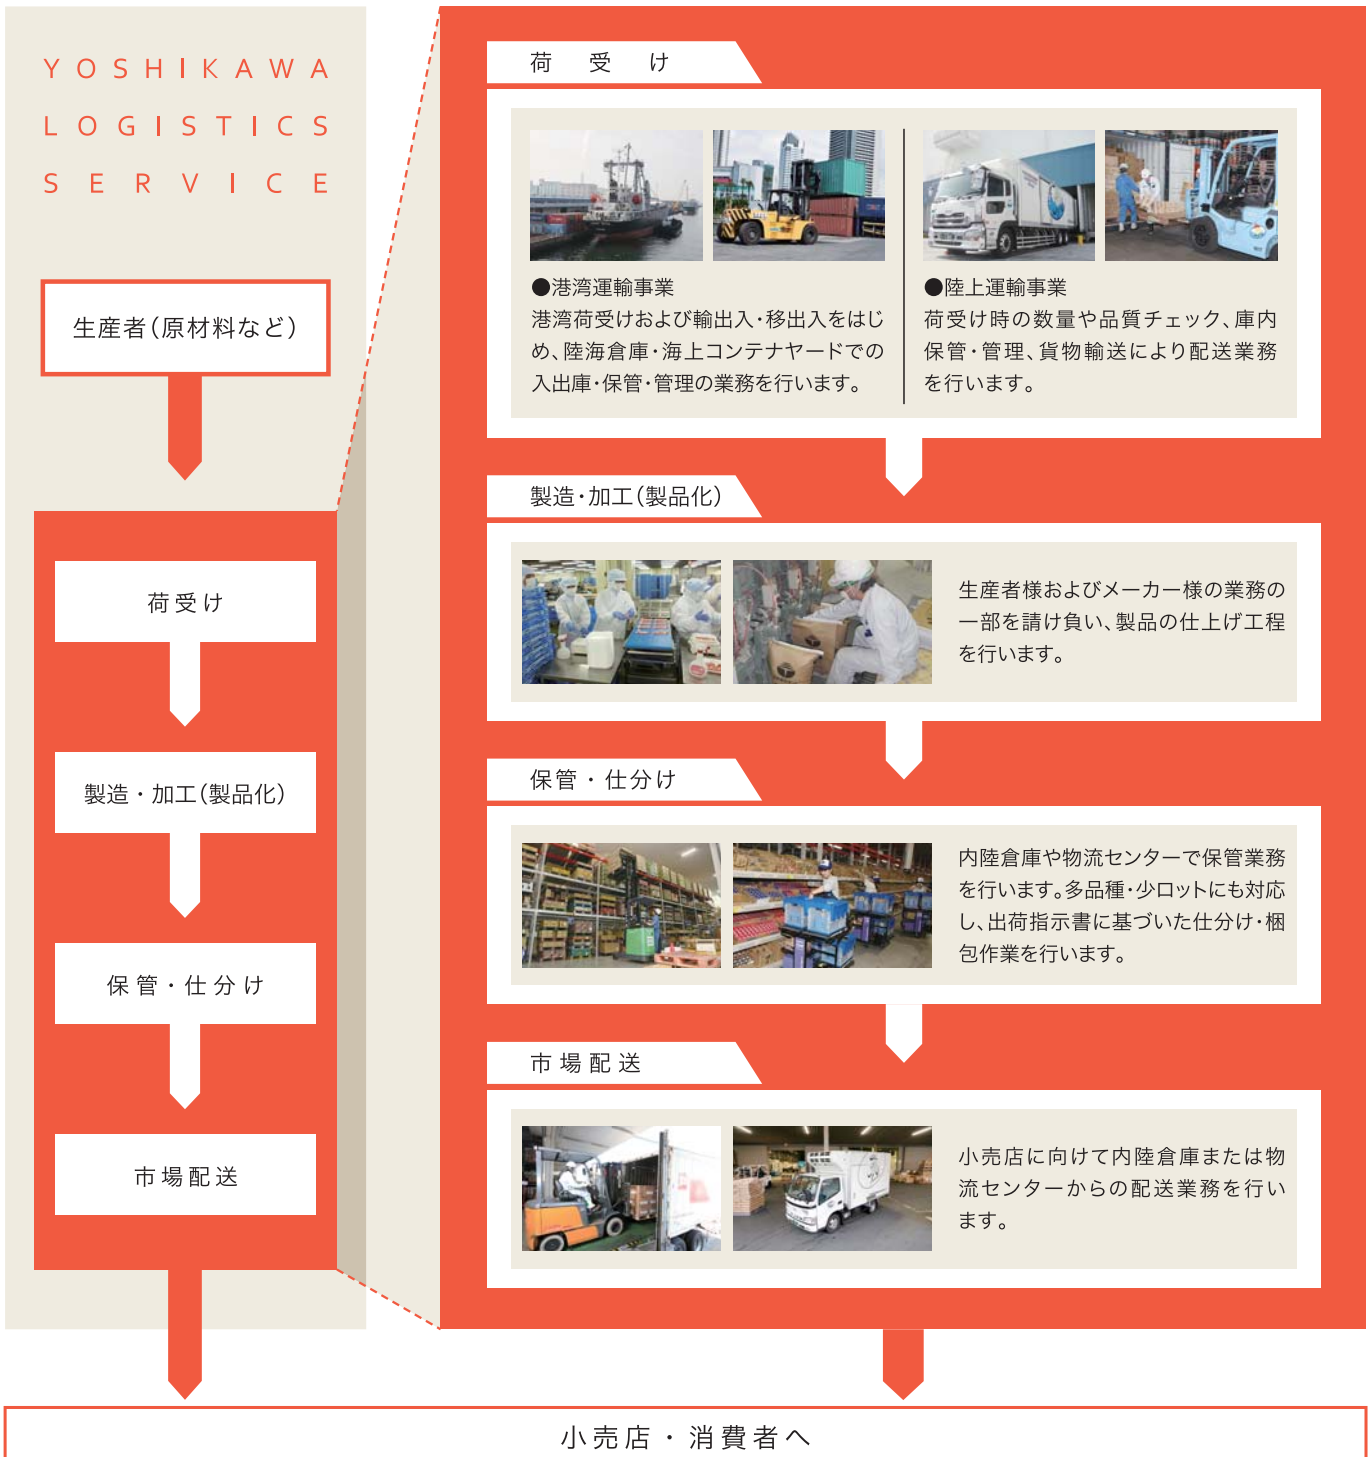 YOSHIKAWA
LOGISTICS
SERVICE
生産者(原材料など)
荷受け
製造・加工(製品化)
保管・仕分け
市場配送
荷受け
●港湾運輸事業
港湾荷受けおよび輸出入・移出入をはじ
め、陸海倉庫・海上コンテナヤードでの
入出庫・保管・管理の業務を行います。
●陸上運輸事業
荷受け時の数量や品質チェック、庫内
保管・管理、貨物輸送により配送業務
を行います。
製造・加工(製品化)
生産者様およびメーカー様の業務の
一部を請け負い、製品の仕上げ工程
を行います。
保管・仕分け
内陸倉庫や物流センターで保管業務
を行います。多品種・少ロットにも対応
し、出荷指示書に基づいた仕分け・梱
包作業を行います。
市場配送
小売店に向けて内陸倉庫または物
流センターからの配送業務を行い
ます。
小売店・消費者へ